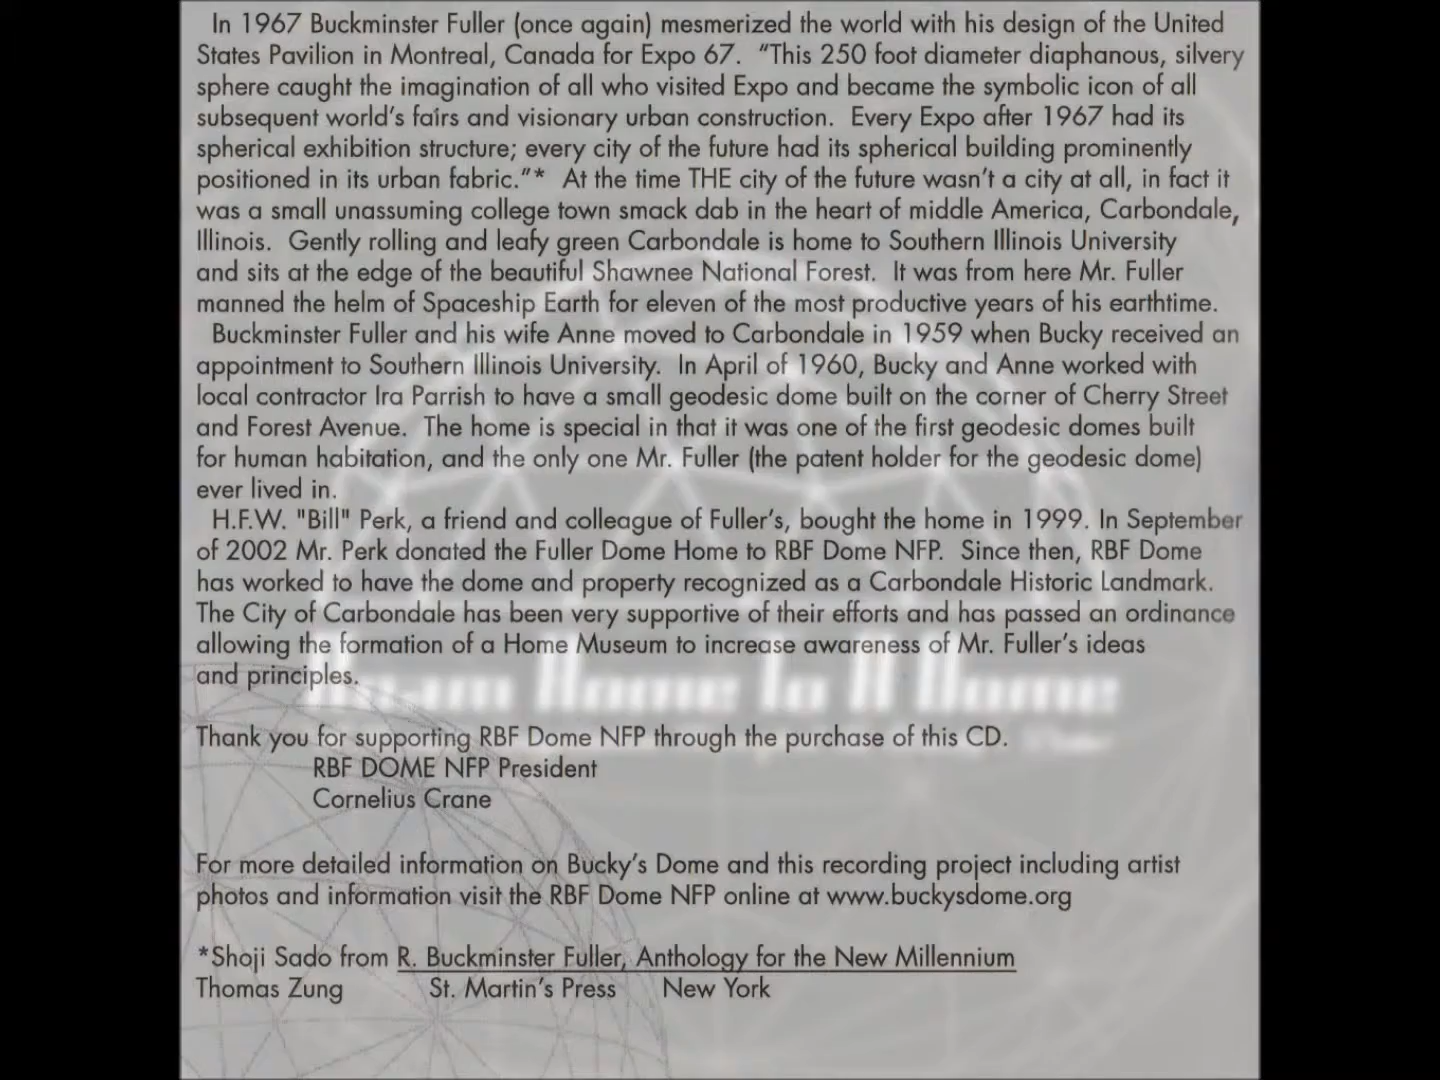 In 1967 Buckminster Fuller (once again) mesmerized the world with his design of the United
States Pavilion in Montreal, Canada for Expo 67. “This 250 foot diameter diaphanous, silvery
sphere caught the imagination of all who visited Expo and became the symbolic icon of all
subsequent world’s fairs and visionary urban construction. Every Expo after 1967 had its
spherical exhibition structure; every city of the future had its spherical building prominently
positioned in its urban fabric.”* At the time THE city of the future wasn’t a city at all, in fact it
was a small unassuming college town smack dab in the heart of middle America, Carbondale,
Illinois. Gently rolling and leafy green Carbondale is home to Southern Illinois University
and sits at the edge of the beautiful Shawnee National Forest. It was from here Mr. Fuller
manned the helm of Spaceship Earth for eleven of the most productive years of his earthtime.
Buckminster Fuller and his wife Anne moved to Carbondale in 1959 when Bucky received an
appointment to Southern Illinois University. In April of 1960, Bucky and Anne worked with
local contractor Ira Parrish to have a small geodesic dome built on the corner of Cherry Street
and Forest Avenue. The home is special in that it was one of the first geodesic domes built
for human habitation, and the only one Mr. Fuller (the patent holder for the geodesic dome)
ever lived in.
H.F.W. "Bill" Perk, a friend and colleague of Fuller’s, bought the home in 1999. In September
of 2002 Mr. Perk donated the Fuller Dome Home to RBF Dome NFP. Since then, RBF Dome
has worked to have the dome and property recognized as a Carbondale Historic Landmark.
The City of Carbondale has been very supportive of their efforts and has passed an ordinance
allowing the formation of a Home Museum to increase awareness of Mr. Fuller’s ideas
and principles.
Thank you for supporting RBF Dome NFP through the purchase of this CD.
RBF DOME NFP President
Cornelius Crane
For more detailed information on Bucky’s Dome and this recording project including artist
photos and information visit the RBF Dome NFP online at www.buckysdome.org
*Shoji Sado from R. Buckminster Fuller, Anthology for the New Millennium
Thomas Zung St. Martin’s Press New York